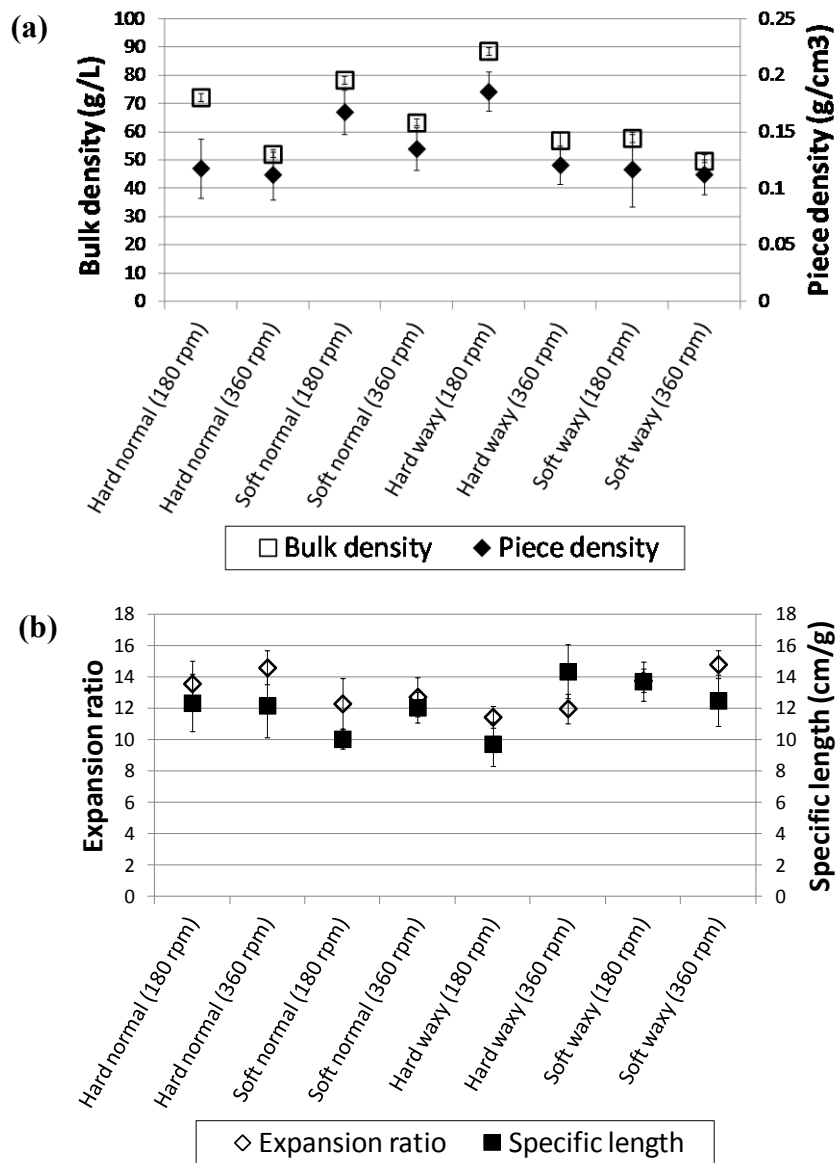 (a)
Bulk density (g/L)
100
90
80
70
60
50
40
30
20
10
0
0.25
0.2
0.15
0.1
0.05
0
Piece density (g/cm3)
Hard normal (180 rpm)
Hard normal (360 rpm)
Soft normal (180 rpm)
Soft normal (360 rpm)
Hard waxy (180 rpm)
Hard waxy (360 rpm)
Soft waxy (180 rpm)
Soft waxy (360 rpm)
Bulk density Piece density
(b)
Expansion ratio
18
16
14
12
10
8
6
4
2
0
18
16
14
12
10
8
6
4
2
0
Specific length (cm/g)
Hard normal (180 rpm)
Hard normal (360 rpm)
Soft normal (180 rpm)
Soft normal (360 rpm)
Hard waxy (180 rpm)
Hard waxy (360 rpm)
Soft waxy (180 rpm)
Soft waxy (360 rpm)
Expansion ratio Specific length